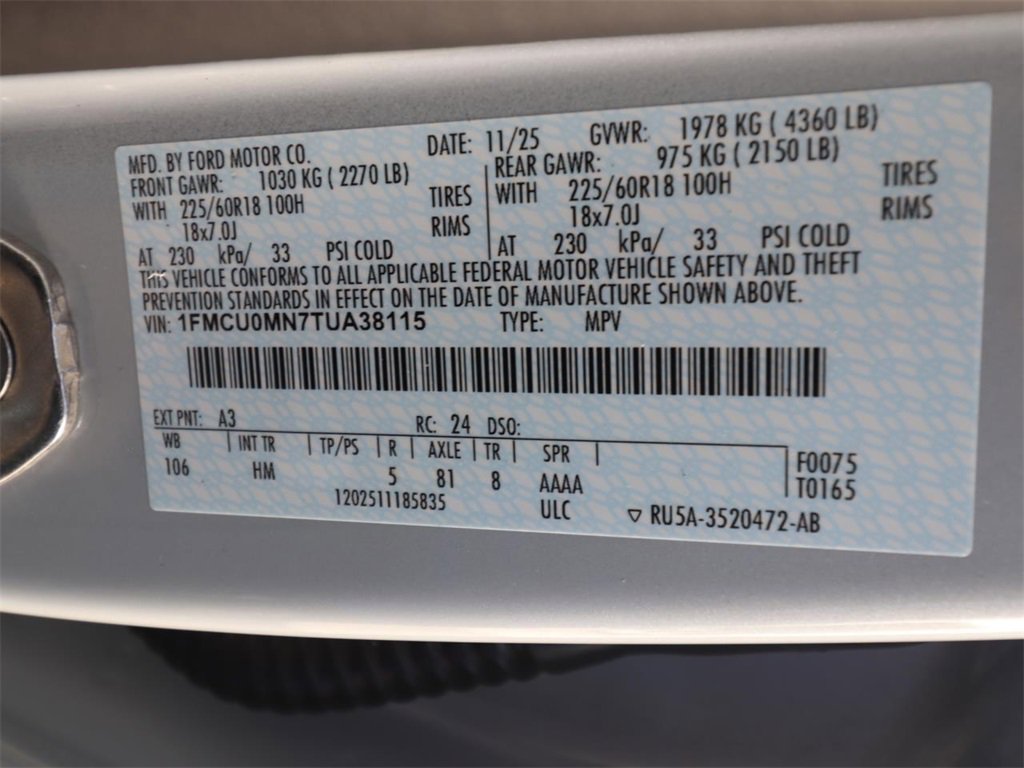 MFD. BY FORD MOTOR CO. DATE: 11/25 GVWR: 1978 KG ( 4360 LB)
FRONT GAWR: 1030 KG ( 2270 LB) REAR GAWR: 975 KG ( 2150 LB)
WITH 225/60R18 100H TIRES WITH 225/60R18 100H TIRES
18x7.0J RIMS 18x7.0J RIMS
AT 230 kPa/ 33 PSI COLD AT 230 kPa/ 33 PSI COLD
THIS VEHICLE CONFORMS TO ALL APPLICABLE FEDERAL MOTOR VEHICLE SAFETY AND THEFT
PREVENTION STANDARDS IN EFFECT ON THE DATE OF MANUFACTURE SHOWN ABOVE.
VIN: 1FMCU0MN7TUA38115 TYPE: MPV
EXT PNT: A3 RC: 24 DSO:
WB | INT TR | TP/PS | R | AXLE | TR | SPR | F0075
106 HM 5 81 8 AAAA T0165
1202511185835 ULC ▽ RU5A-3520472-AB